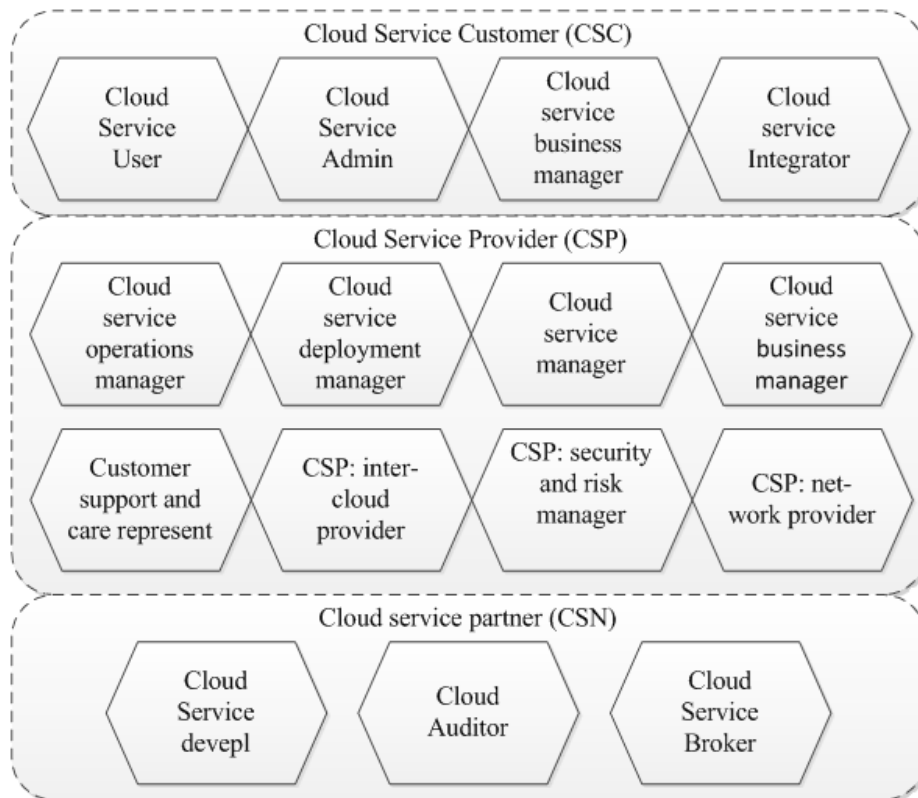 Cloud Service Customer (CSC)
Cloud
Service
User
Cloud
Service
Admin
Cloud
service
business
manager
Cloud
service
Integrator
Cloud Service Provider (CSP)
Cloud
service
operations
manager
Cloud
service
deployment
manager
Cloud
service
manager
Cloud
service
business
manager
Customer
support and
care represent
CSP: inter-
cloud
provider
CSP: security
and risk
manager
CSP: net-
work provider
Cloud service partner (CSN)
Cloud
Service
devepl
Cloud
Auditor
Cloud
Service
Broker